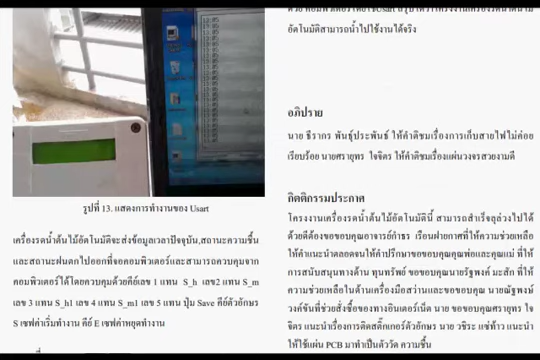 รูปที่ 13. แสดงการทำงานของ Usart
เครื่องรดน้ำต้นไม้อัตโนมัติจะส่งข้อมูลเวลาปัจจุบัน,สถานะความชื้น
และสถานะฝนตกไปออกที่จอคอมพิวเตอร์และสามารถควบคุมจาก
คอมพิวเตอร์ได้โดยควบคุมด้วยคีย์เลข 1 แทน S_h เลข2 แทน S_m
เลข 3 แทน S_h1 เลข 4 แทน S_m1 เลข 5 แทน ปุ่ม Save คีย์ตัวอักษร
S เซฟค่าเริ่มทำงาน คีย์ E เซฟค่าหยุดทำงาน
อัตโนมัติสามารถนำไปใช้งานได้จริง
อภิปราย
นาย ธีรากร พันธุ์ประพันธ์ ให้คำติชมเรื่องการเก็บสายไฟไม่ค่อย
เรียบร้อย นายศรายุทร ใจจิตร ให้คำติชมเรื่องแผ่นวงจรสวยงามดี
กิตติกรรมประกาศ
โครงงานเครื่องรดน้ำต้นไม้อัตโนมัตินี้ สามารถสำเร็จลุล่วงไปได้
ด้วยดีต้องขอขอบคุณอาจารย์กำธร เรือนฝายกาศที่ให้ความช่วยเหลือ
ให้คำแนะนำตลอดจนให้คำปรึกษาขอขอบคุณคุณพ่อและคุณแม่ ที่ให้
การสนับสนุนทางด้าน ทุนทรัพย์ ขอขอบคุณนายรัฐพงค์ มะสัก ที่ให้
ความช่วยเหลือในด้านเครื่องมือสว่านและขอขอบคุณ นายณัฐพงษ์
วงค์ขันที่ช่วยสั่งซื้อของทางอินเตอร์เน็ต นาย ขอขอบคุณศรายุทร ใจ
จิตร แนะนำเรื่องการติดสติ๊กเกอร์ตัวอักษร นาย วชิระ แซ่ท้าว แนะนำ
ให้ใช้แผ่น PCB มาทำเป็นตัววัด ความชื้น